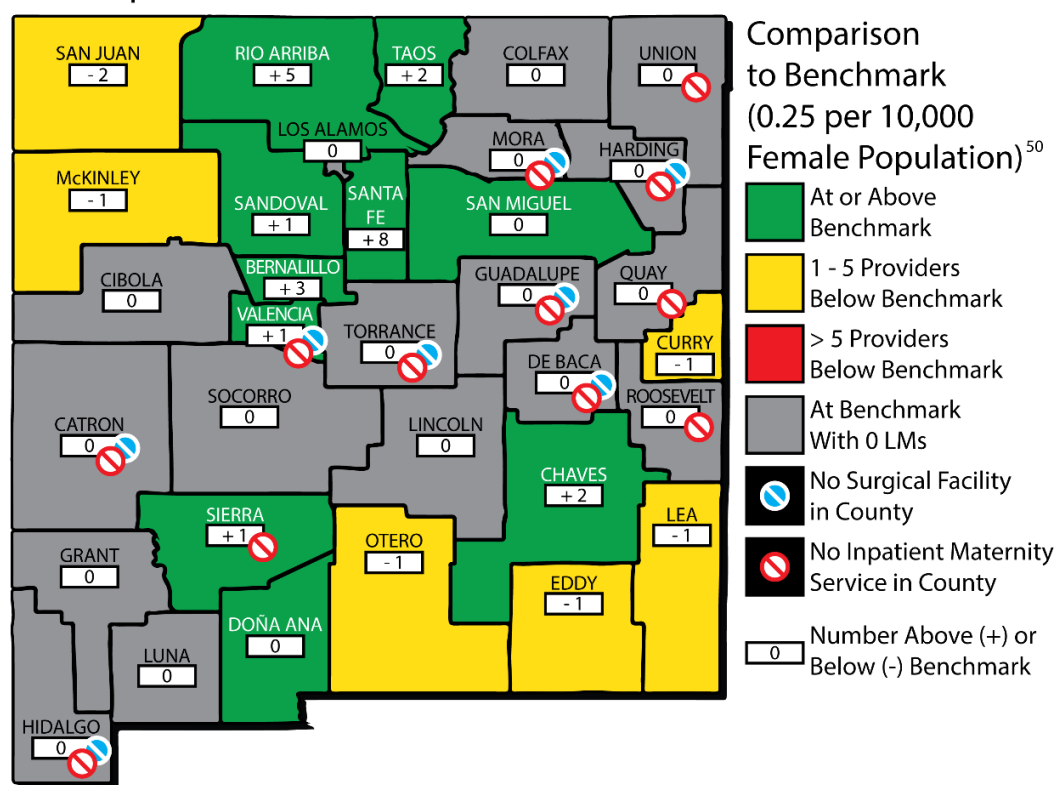 SAN JUAN
- 2
RIO ARRIBA
+ 5
TAOS
+ 2
COLFAX
0
UNION
0
LOS ALAMOS
0
MORA
0
HARDING
0
McKINLEY
- 1
SANDOVAL
+ 1
SANTA
FE
+ 8
SAN MIGUEL
0
CIBOLA
0
BERNALILLO
+ 3
GUADALUPE
0
QUAY
0
VALENCIA
+ 1
TORRANCE
0
CURRY
- 1
DE BACA
0
ROOSEVELT
0
SOCORRO
0
CATRON
0
LINCOLN
0
CHAVES
+ 2
SIERRA
+ 1
LEA
- 1
OTERO
- 1
GRANT
0
EDDY
- 1
DOÑA ANA
0
LUNA
0
HIDALGO
0
Comparison
to Benchmark
(0.25 per 10,000
Female Population)50
At or Above
Benchmark
1 - 5 Providers
Below Benchmark
> 5 Providers
Below Benchmark
At Benchmark
With 0 LMs
No Surgical Facility
in County
No Inpatient Maternity
Service in County
0
Number Above (+) or
Below (-) Benchmark